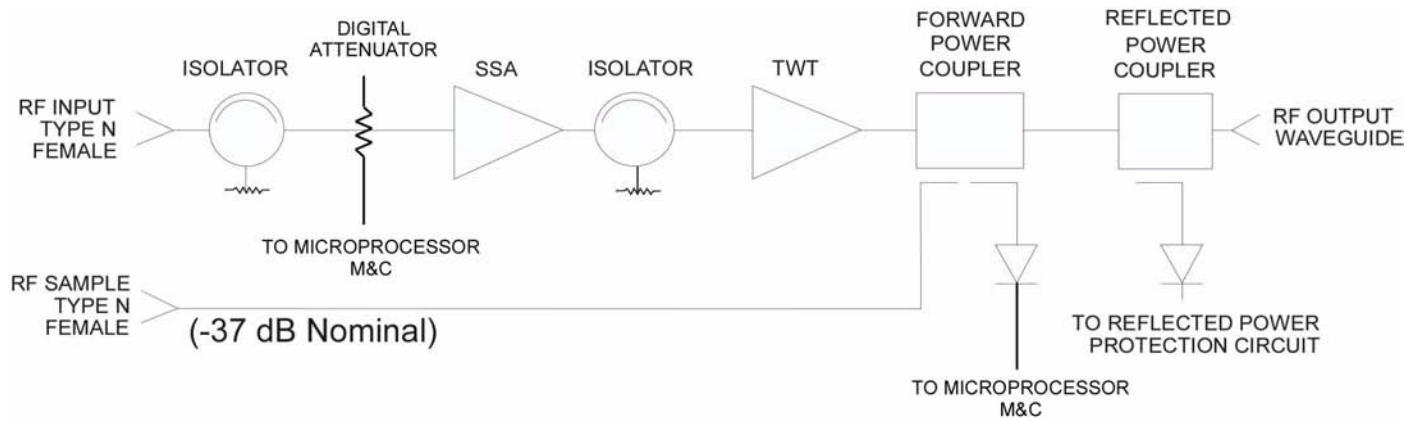 RF INPUT
TYPE N
FEMALE
ISOLATOR
DIGITAL
ATTENUATOR
TO MICROPROCESSOR
M&C
SSA
ISOLATOR
TWT
FORWARD
POWER
COUPLER
REFLECTED
POWER
COUPLER
RF OUTPUT
WAVEGUIDE
RF SAMPLE
TYPE N
FEMALE
(-37 dB Nominal)
TO MICROPROCESSOR
M&C
TO REFLECTED POWER
PROTECTION CIRCUIT